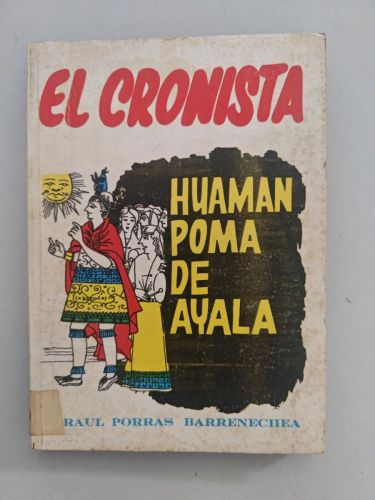 EL CRONISTA
HUAMAN
POMA
DE
AYALA
RAUL PORRAS BARRENECHEA